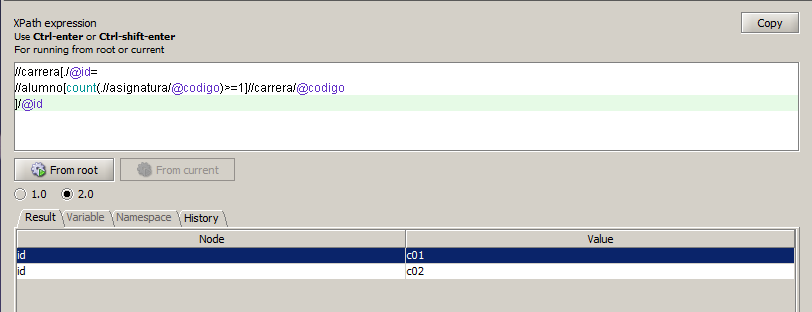 XPath expression
Copy
Use Ctrl-enter or Ctrl-shift-enter
For running from root or current
//carrera[./@id=
//alumno[count(.//asignatura/@codigo)>=1]//carrera/@codigo
]/@id
From root
From current
1.0
2.0
Result
Variable
Namespace
History
Node
Value
id
c01
id
c02